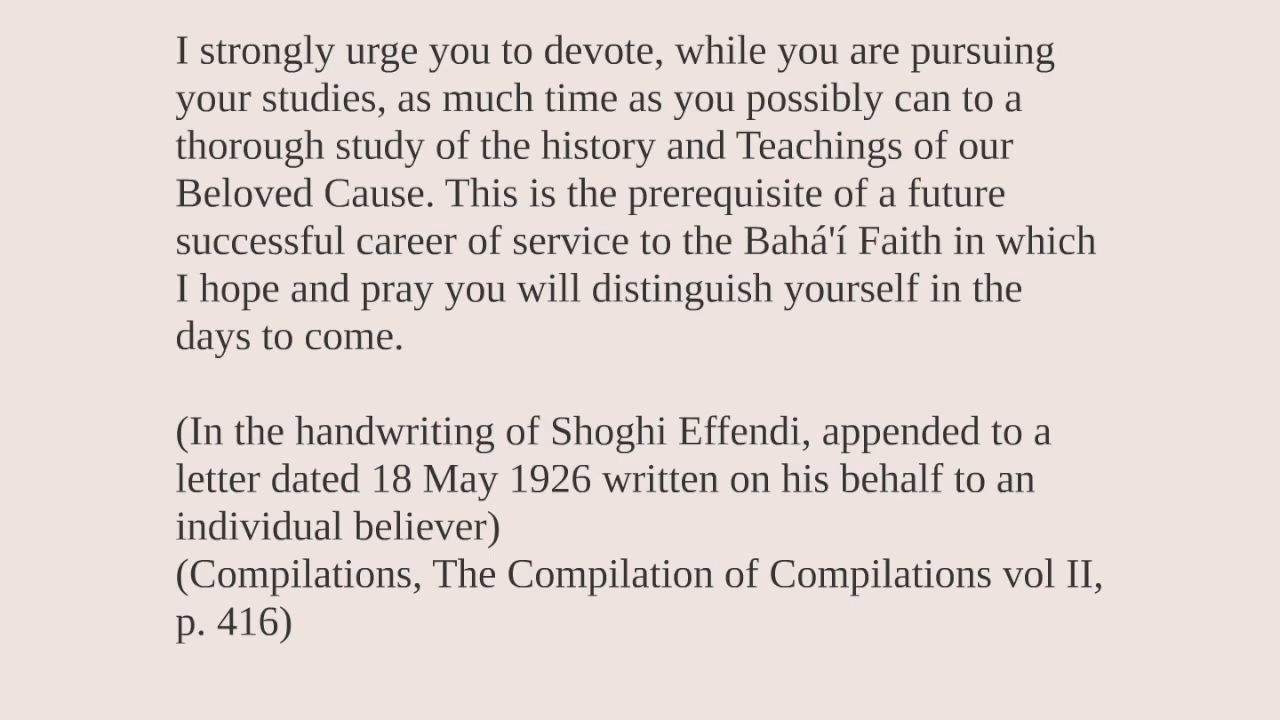 I strongly urge you to devote, while you are pursuing
your studies, as much time as you possibly can to a
thorough study of the history and Teachings of our
Beloved Cause. This is the prerequisite of a future
successful career of service to the Bahá'í Faith in which
I hope and pray you will distinguish yourself in the
days to come.
(In the handwriting of Shoghi Effendi, appended to a
letter dated 18 May 1926 written on his behalf to an
individual believer)
(Compilations, The Compilation of Compilations vol II,
p. 416)